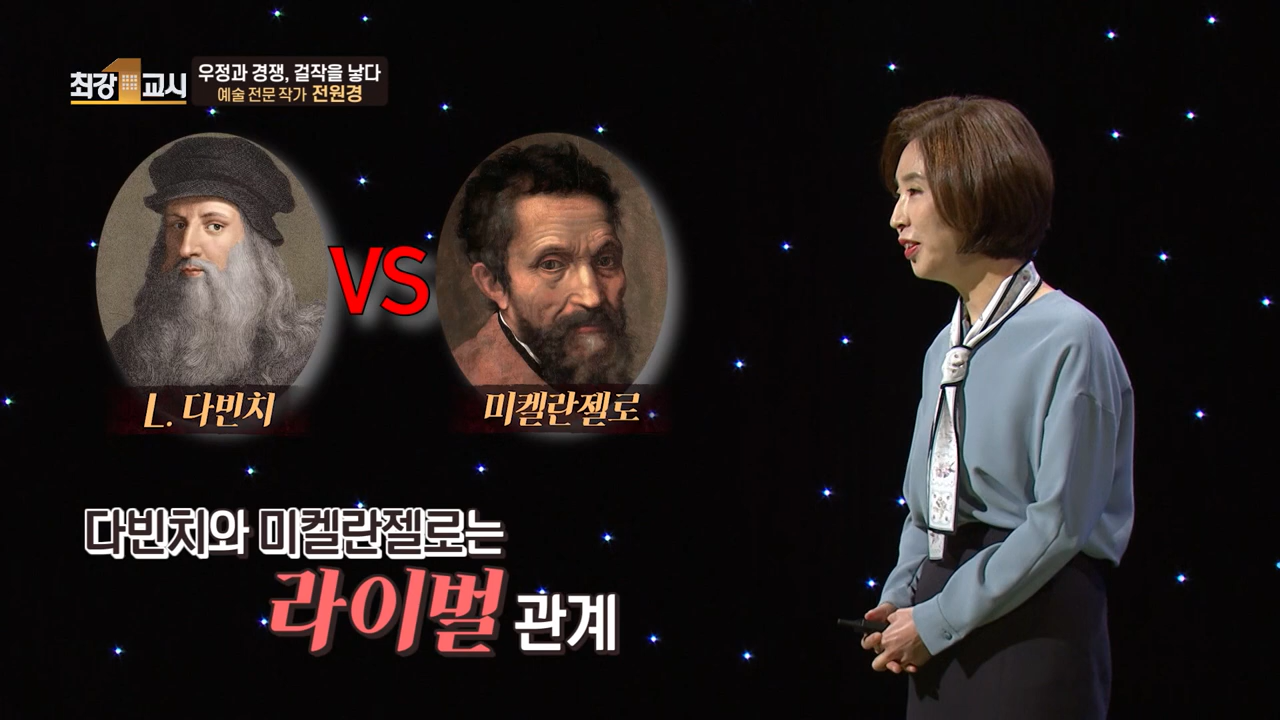 최강1교시
우정과 경쟁, 걸작을 낳다
예술 전문 작가 전원경
VS
L. 다빈치
미켈란젤로
다빈치와 미켈란젤로는
라이벌 관계